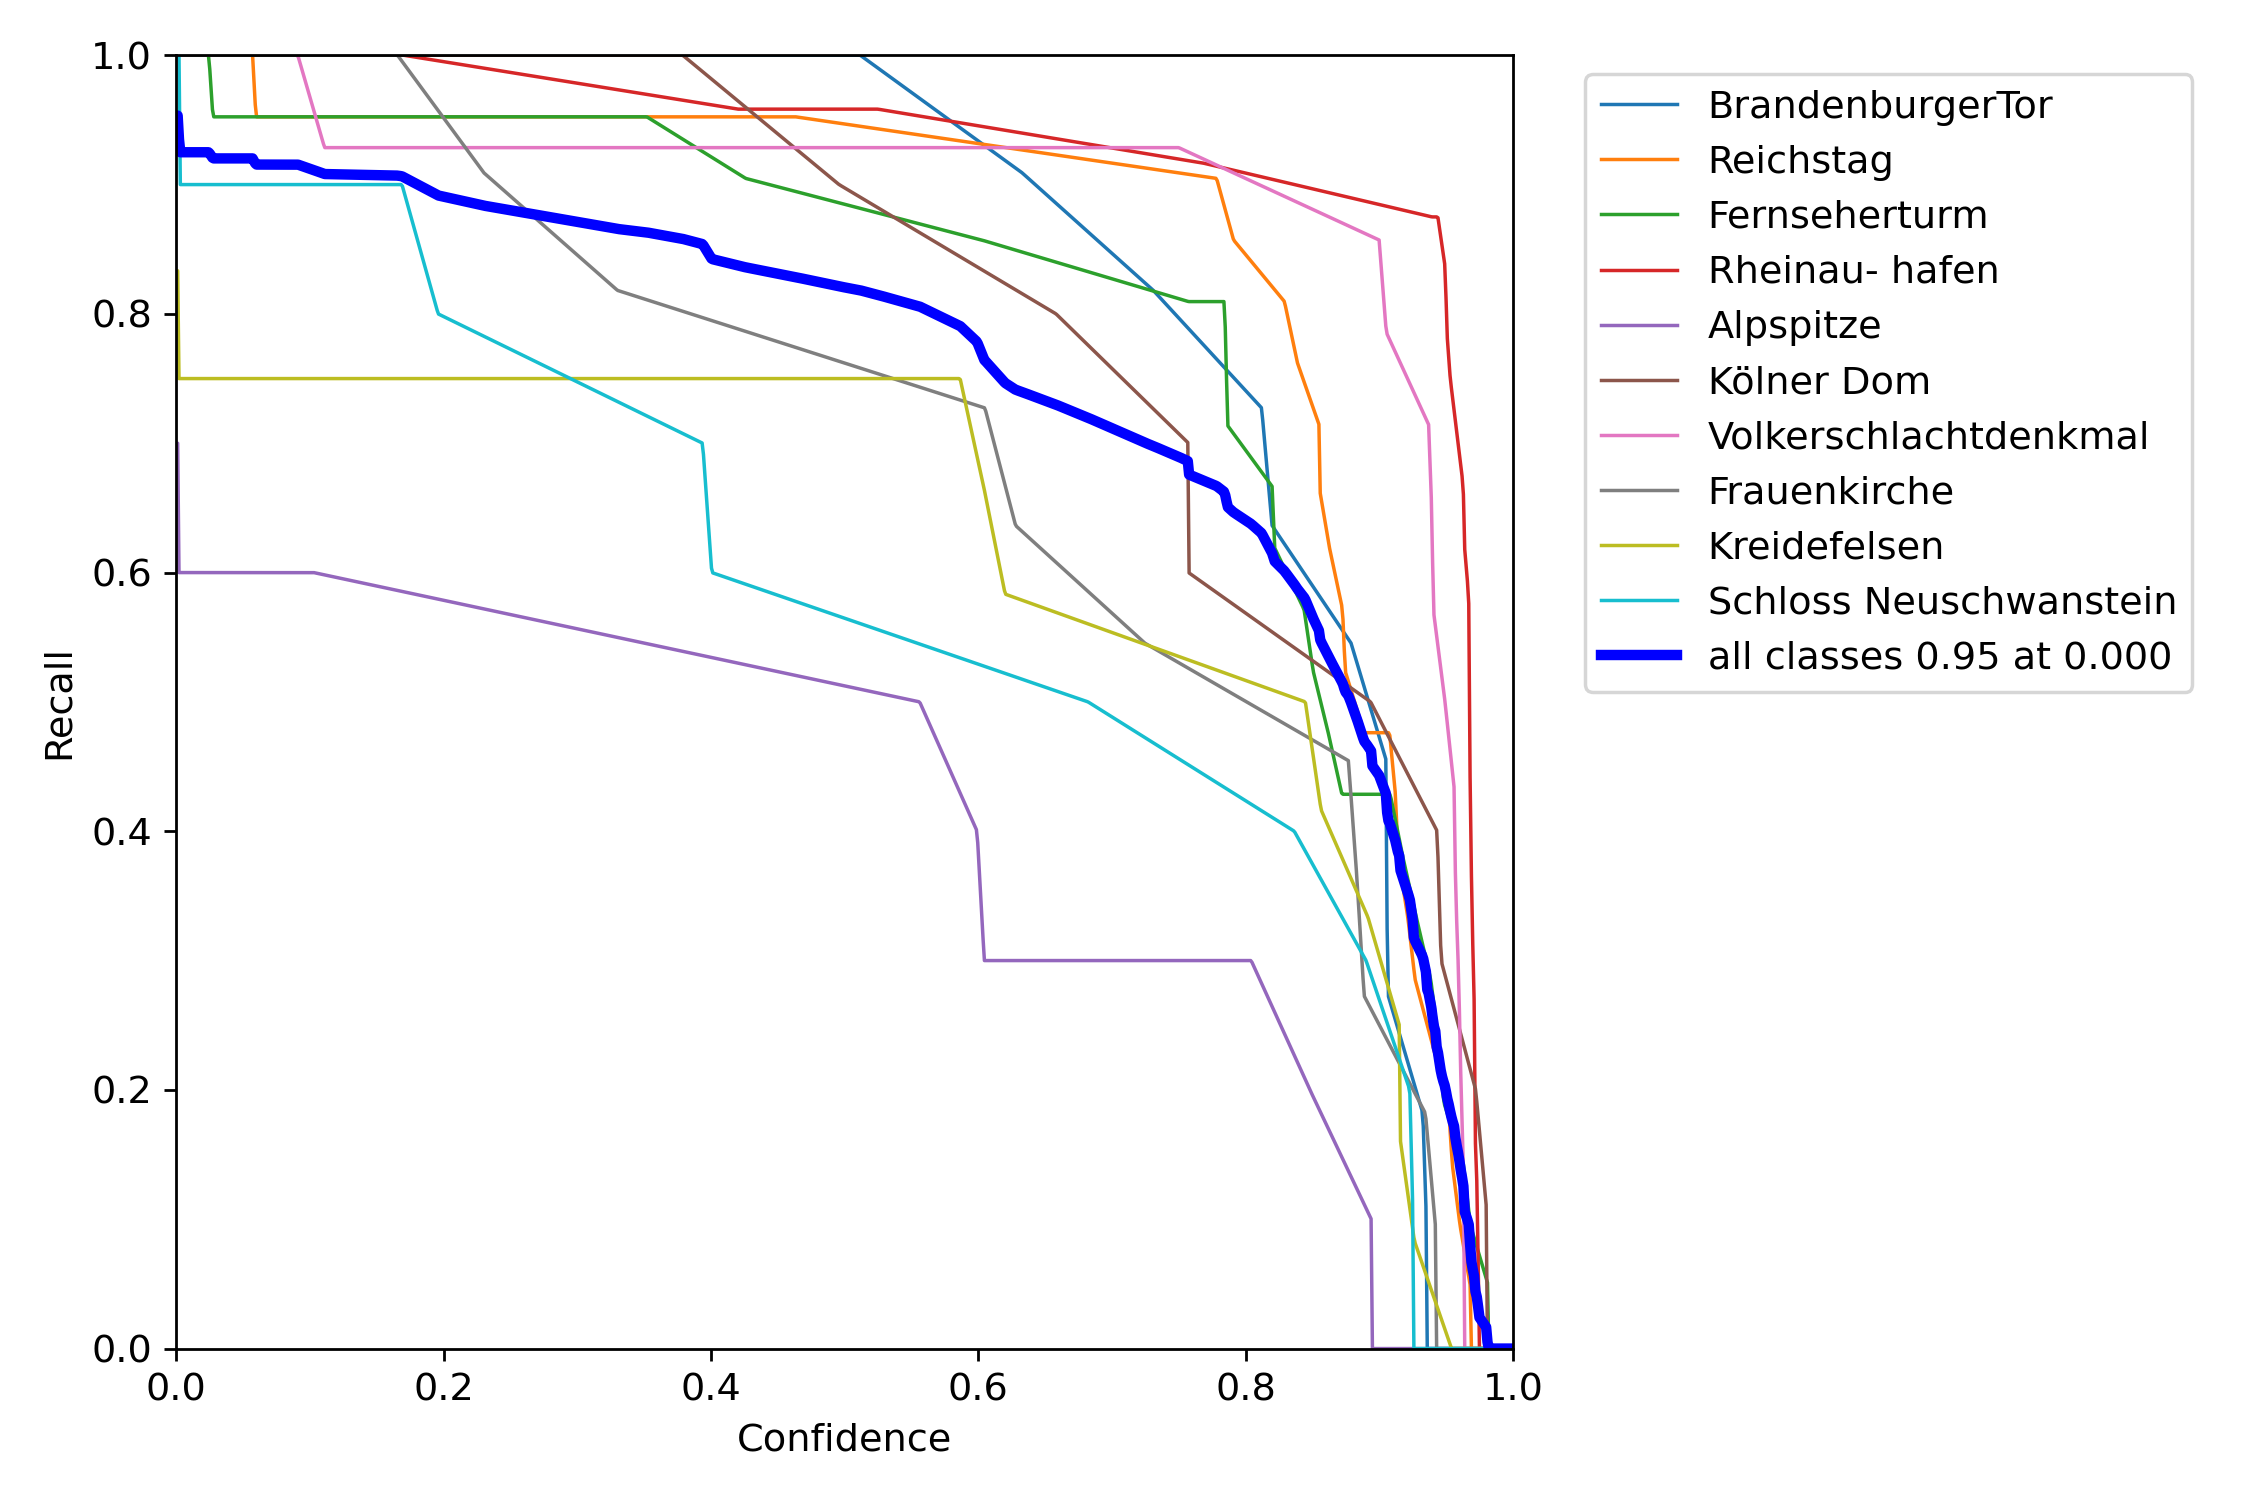 1.0
0.8
0.6
0.4
0.2
0.0
Recall
0.0 0.2 0.4 0.6 0.8 1.0
Confidence
BrandenburgerTor
Reichstag
Fernseherturm
Rheinau- hafen
Alpspitze
Kölner Dom
Volkerschlachtdenkmal
Frauenkirche
Kreidefelsen
Schloss Neuschwanstein
all classes 0.95 at 0.000